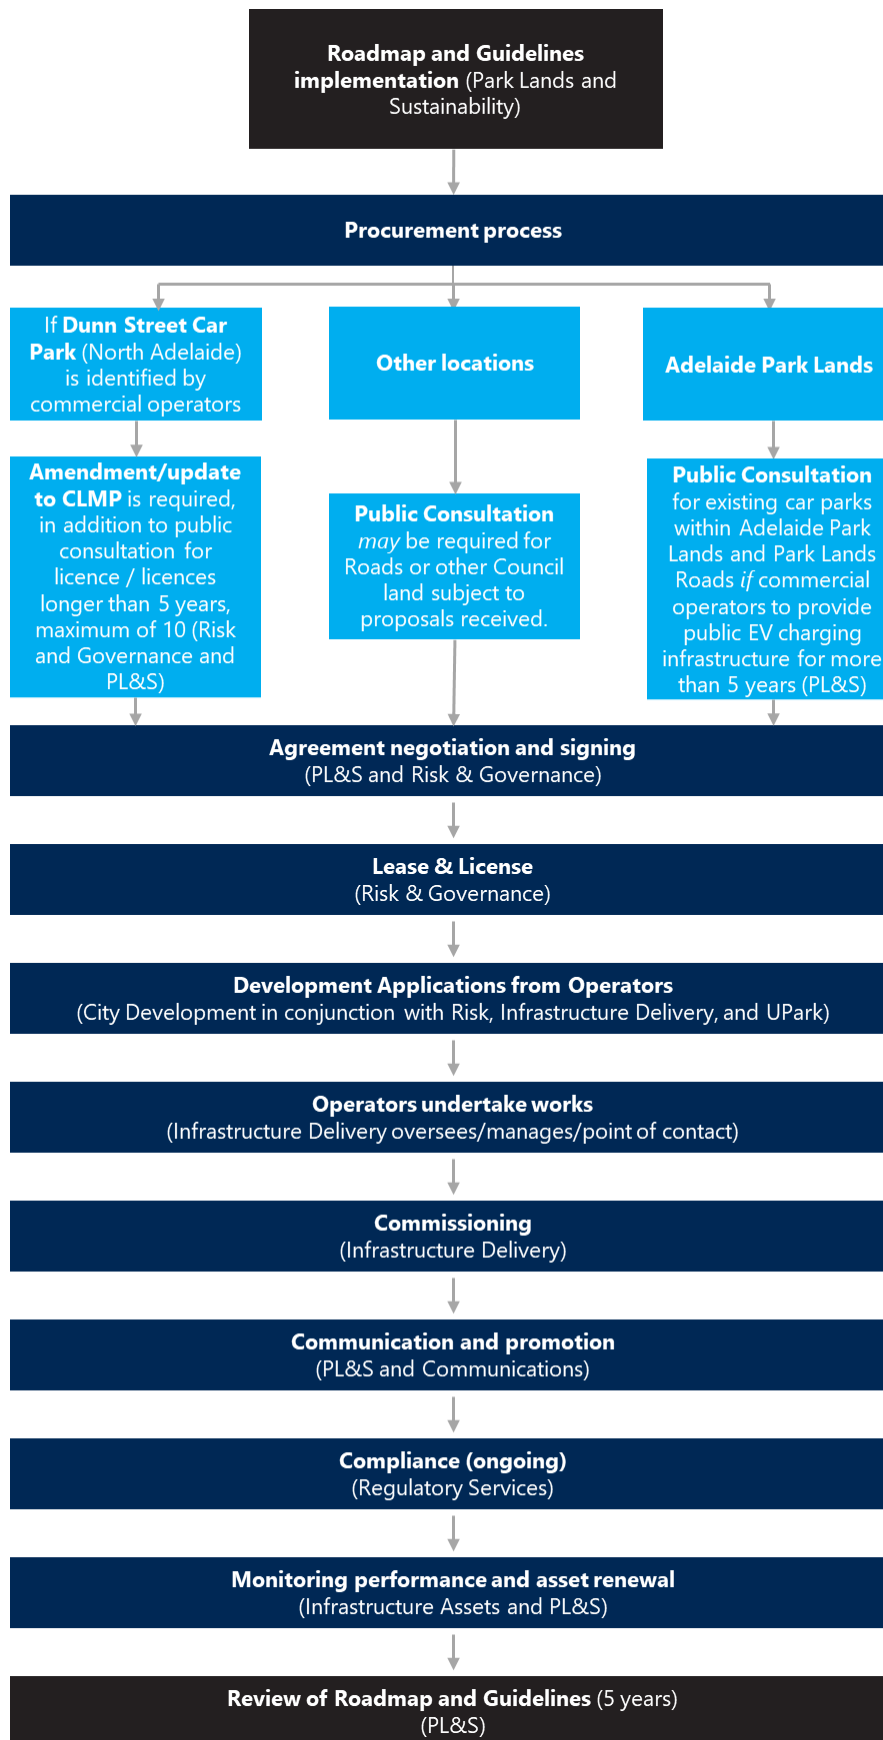 Roadmap and Guidelines
implementation (Park Lands and
Sustainability)
Procurement process
If Dunn Street Car
Park (North Adelaide)
is identified by
commercial operators
Other locations
Adelaide Park Lands
Amendment/update
to CLMP is required,
in addition to public
consultation for
licence / licences
longer than 5 years,
maximum of 10 (Risk
and Governance and
PL&S)
Public Consultation
may be required for
Roads or other Council
land subject to
proposals received.
Public Consultation
for existing car parks
within Adelaide Park
Lands and Park Lands
Roads if commercial
operators to provide
public EV charging
infrastructure for more
than 5 years (PL&S)
Agreement negotiation and signing
(PL&S and Risk & Governance)
Lease & License
(Risk & Governance)
Development Applications from Operators
(City Development in conjunction with Risk, Infrastructure Delivery, and UPark)
Operators undertake works
(Infrastructure Delivery oversees/manages/point of contact)
Commissioning
(Infrastructure Delivery)
Communication and promotion
(PL&S and Communications)
Compliance (ongoing)
(Regulatory Services)
Monitoring performance and asset renewal
(Infrastructure Assets and PL&S)
Review of Roadmap and Guidelines (5 years)
(PL&S)